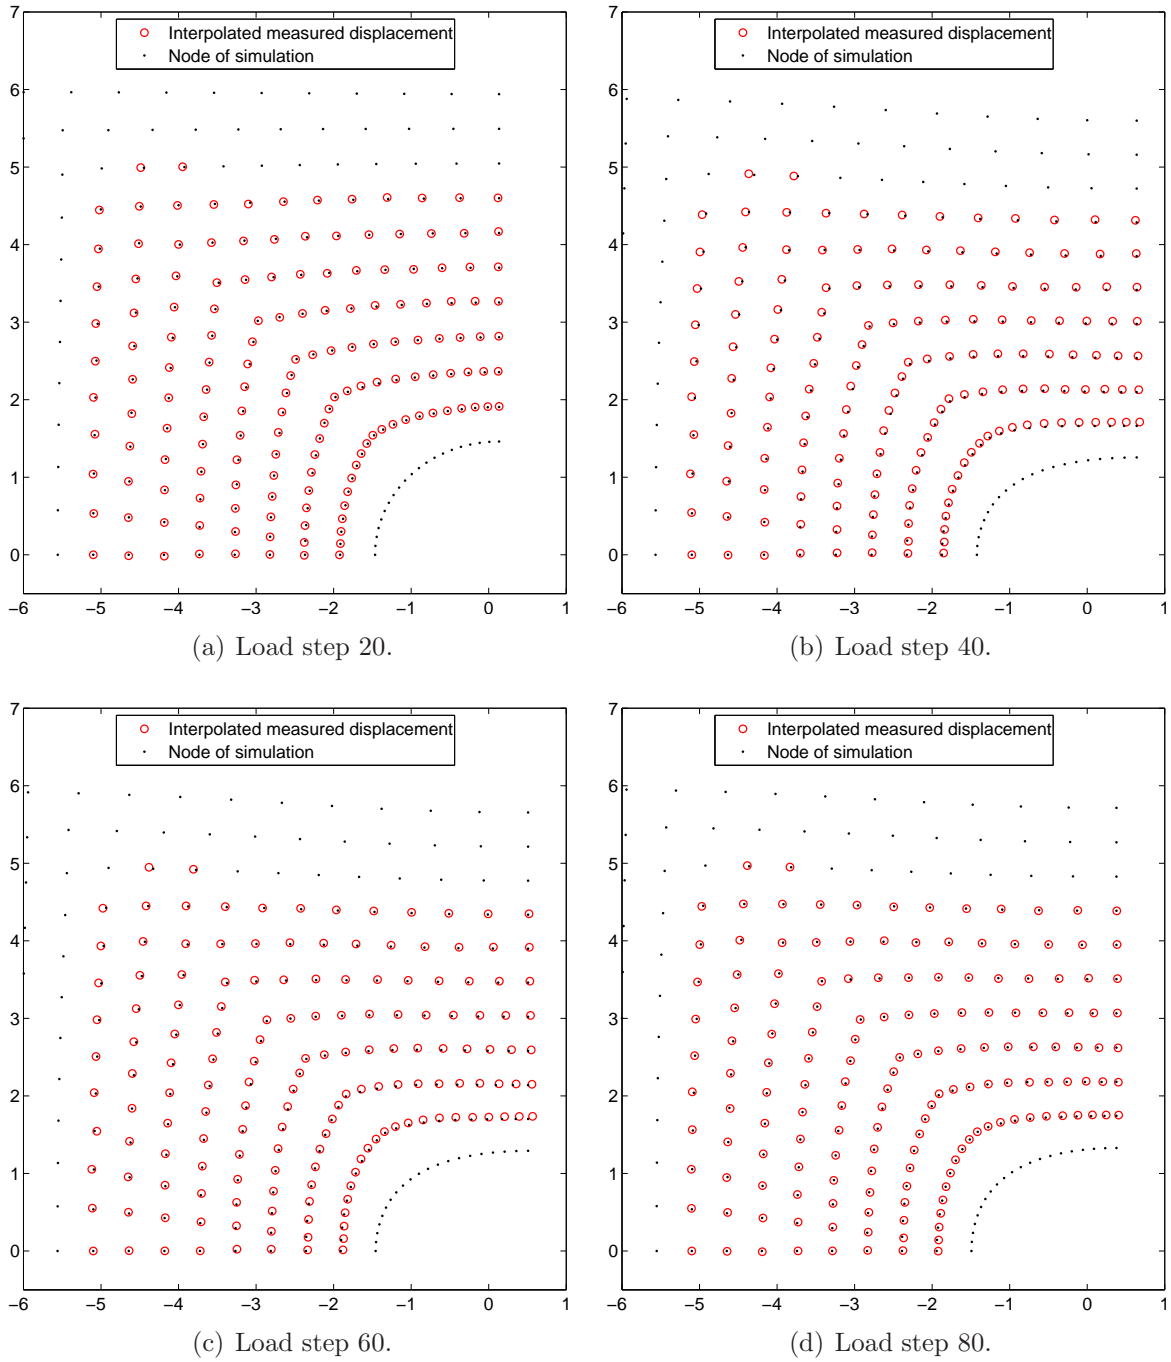 7
6
5
4
3
2
1
0
−6 −5 −4 −3 −2 −1 0 1
Interpolated measured displacement
Node of simulation
(a) Load step 20.
7
6
5
4
3
2
1
0
−6 −5 −4 −3 −2 −1 0 1
Interpolated measured displacement
Node of simulation
(b) Load step 40.
7
6
5
4
3
2
1
0
−6 −5 −4 −3 −2 −1 0 1
Interpolated measured displacement
Node of simulation
(c) Load step 60.
7
6
5
4
3
2
1
0
−6 −5 −4 −3 −2 −1 0 1
Interpolated measured displacement
Node of simulation
(d) Load step 80.